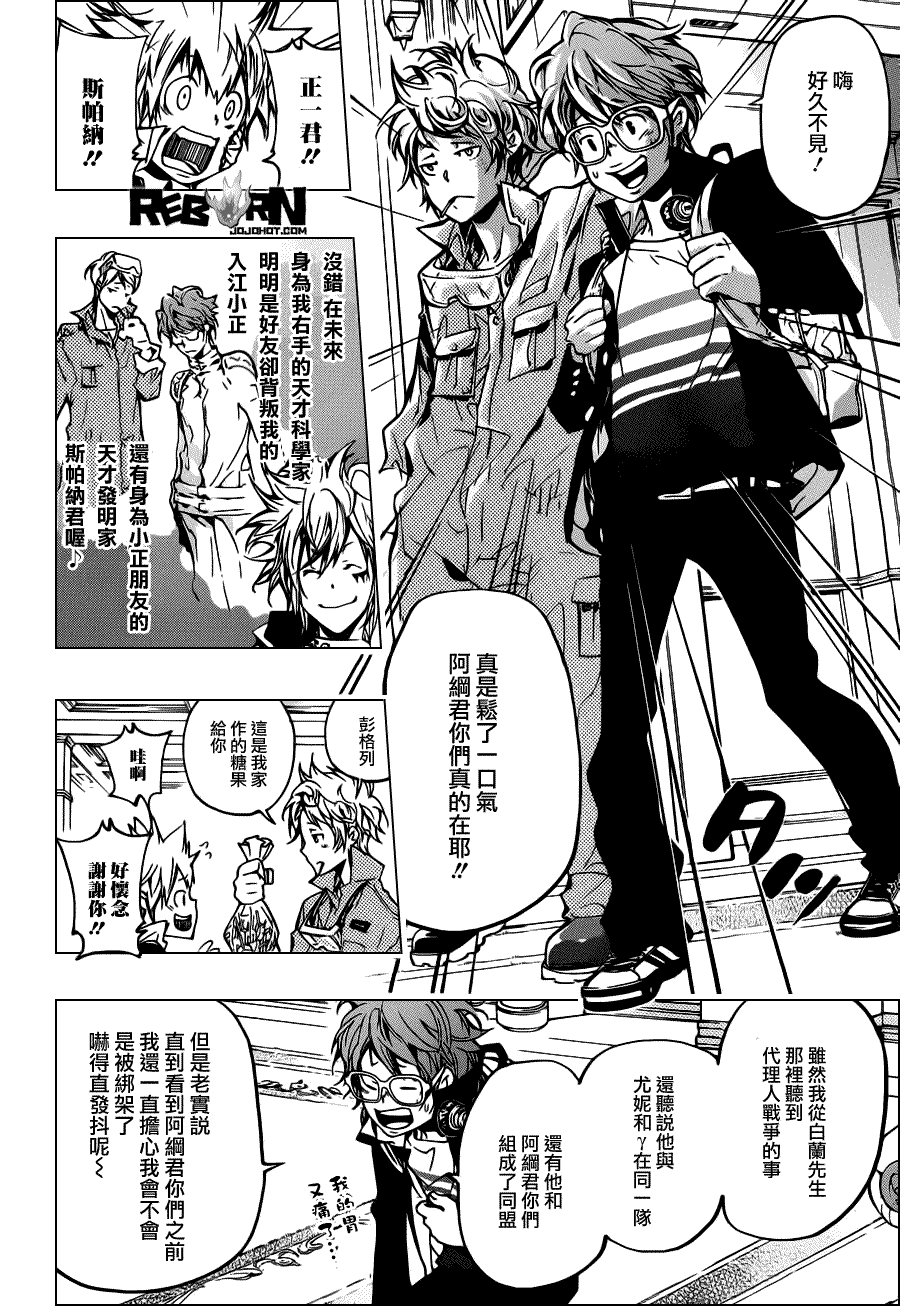 嗨
好久不見！
正一君！！
斯帕納！！
REBORN
JOJOHOT.COM
沒錯 在未來
身為我右手的天才科學家
明明是好友卻背叛我的
入江小正
還有身為小正朋友的
天才發明家
斯帕納君喔♪
真是鬆了一口氣
阿綱君你們真的在耶！！
タッ
彭格列
這是我家
作的糖果
給你
哇啊
好懷念
謝謝你！！
雖然我從白蘭先生
那裡聽到
代理人戰爭的事
還聽說他與
尤妮和γ在同一隊
還有他和
阿綱君你們
組成了同盟
我的胃
又痛了…
但是老實說
直到看到阿綱君你們之前
我還一直擔心我會不會
是被綁架了
嚇得直發抖呢～